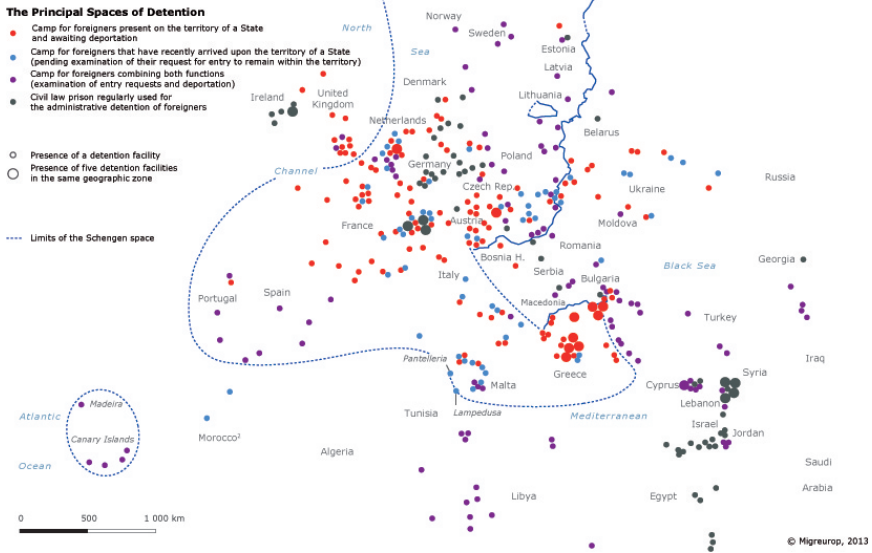 The Principal Spaces of Detention
Camp for foreigners present on the territory of a State
and awaiting deportation
Camp for foreigners that have recently arrived upon the territory of a State
(pending examination of their request for entry to remain within the territory)
Camp for foreigners combining both functions
(examination of entry requests and deportation)
Civil law prison regularly used for
the administrative detention of foreigners
Presence of a detention facility
Presence of five detention facilities
in the same geographic zone
Limits of the Schengen space
North
Sea
Norway
Sweden
Estonia
Latvia
Lithuania
Denmark
Ireland
United
Kingdom
Netherlands
Belarus
Channel
Germany
Poland
Czech Rep.
Ukraine
Russia
France
Austria
Moldova
Romania
Bosnia H.
Serbia
Bulgaria
Black Sea
Georgia
Italy
Portugal
Spain
Macedonia
Turkey
Pantelleria
Greece
Iraq
Malta
Cyprus
Syria
Lebanon
Atlantic
Madeira
Tunisia
Lampedusa
Mediterranean
Israel
Jordan
Canary Islands
Morocco²
Algeria
Ocean
Saudi
Arabia
Libya
Egypt
0 500 1 000 km
© Migreurop, 2013